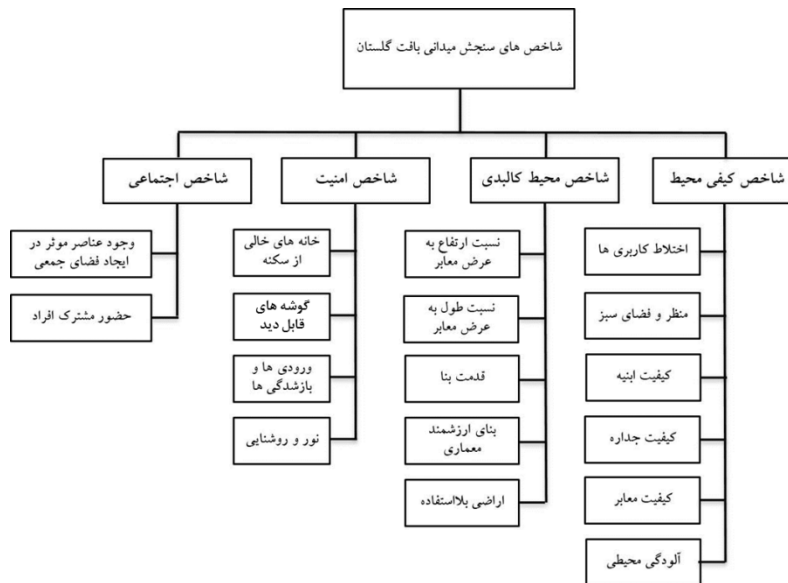 شاخص های سنجش میدانی بافت گلستان
شاخص کیفی محیط
شاخص محیط کالبدی
شاخص امنیت
شاخص اجتماعی
اختلاط کاربری ها
منظر و فضای سبز
کیفیت ابنیه
کیفیت جداره
کیفیت معابر
آلودگی محیطی
نسبت ارتفاع به
عرض معابر
نسبت طول به
عرض معابر
قدمت بنا
بنای ارزشمند
معماری
اراضی بلااستفاده
خانه های خالی
از سکنه
گوشه های
قابل دید
ورودی ها و
بازشدگی ها
نور و روشنایی
وجود عناصر موثر در
ایجاد فضای جمعی
حضور مشترک افراد